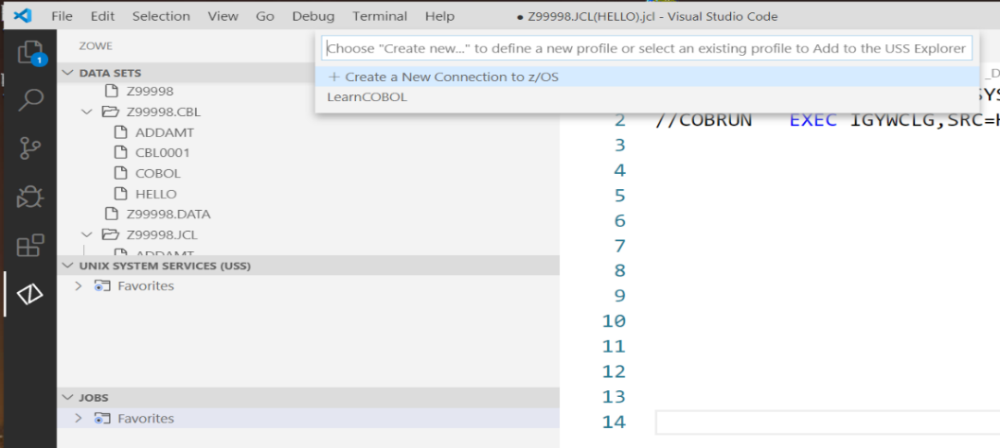 File Edit Selection View Go Debug Terminal Help ● Z99998.JCL(HELLO).jcl - Visual Studio Code
ZOWE
Choose "Create new..." to define a new profile or select an existing profile to Add to the USS Explorer
+ Create a New Connection to z/OS
LearnCOBOL
1
DATA SETS
Z99998
Z99998.CBL
ADDAMT
CBL0001
COBOL
HELLO
Z99998.DATA
Z99998.JCL
ADDAMT
UNIX SYSTEM SERVICES (USS)
Favorites
JOBS
Favorites
2 //COBRUN EXEC IGYWCLG,SRC=
3
4
5
6
7
8
9
10
11
12
13
14